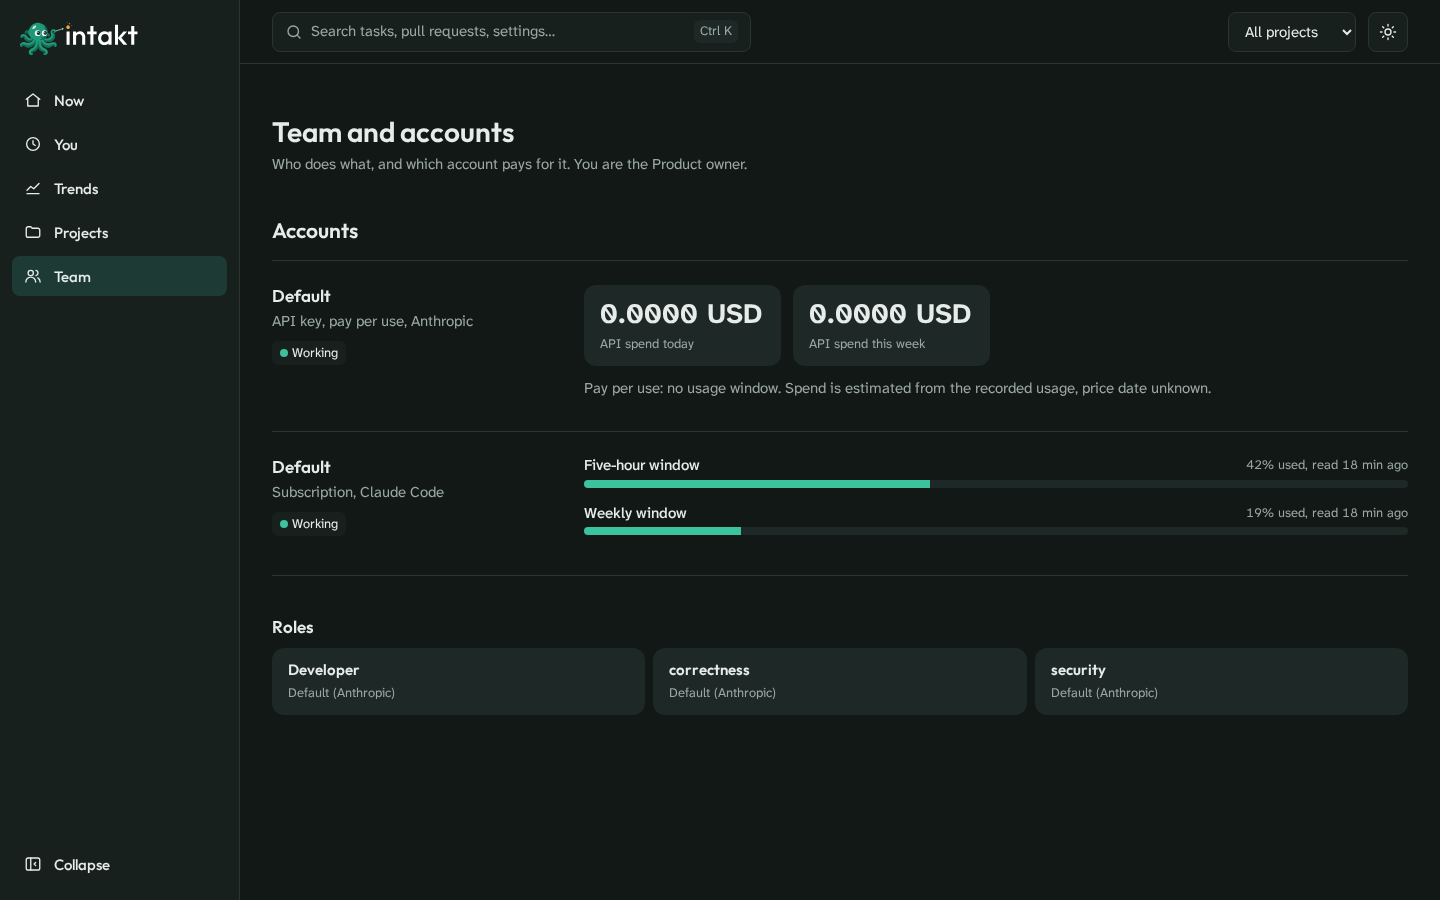 intakt
Search tasks, pull requests, settings...
Ctrl K
All projects
Now
You
Trends
Projects
Team
Collapse
Team and accounts
Who does what, and which account pays for it. You are the Product owner.
Accounts
Default
API key, pay per use, Anthropic
Working
0.0000 USD
API spend today
0.0000 USD
API spend this week
Pay per use: no usage window. Spend is estimated from the recorded usage, price date unknown.
Default
Subscription, Claude Code
Working
Five-hour window
42% used, read 18 min ago
Weekly window
19% used, read 18 min ago
Roles
Developer
Default (Anthropic)
correctness
Default (Anthropic)
security
Default (Anthropic)